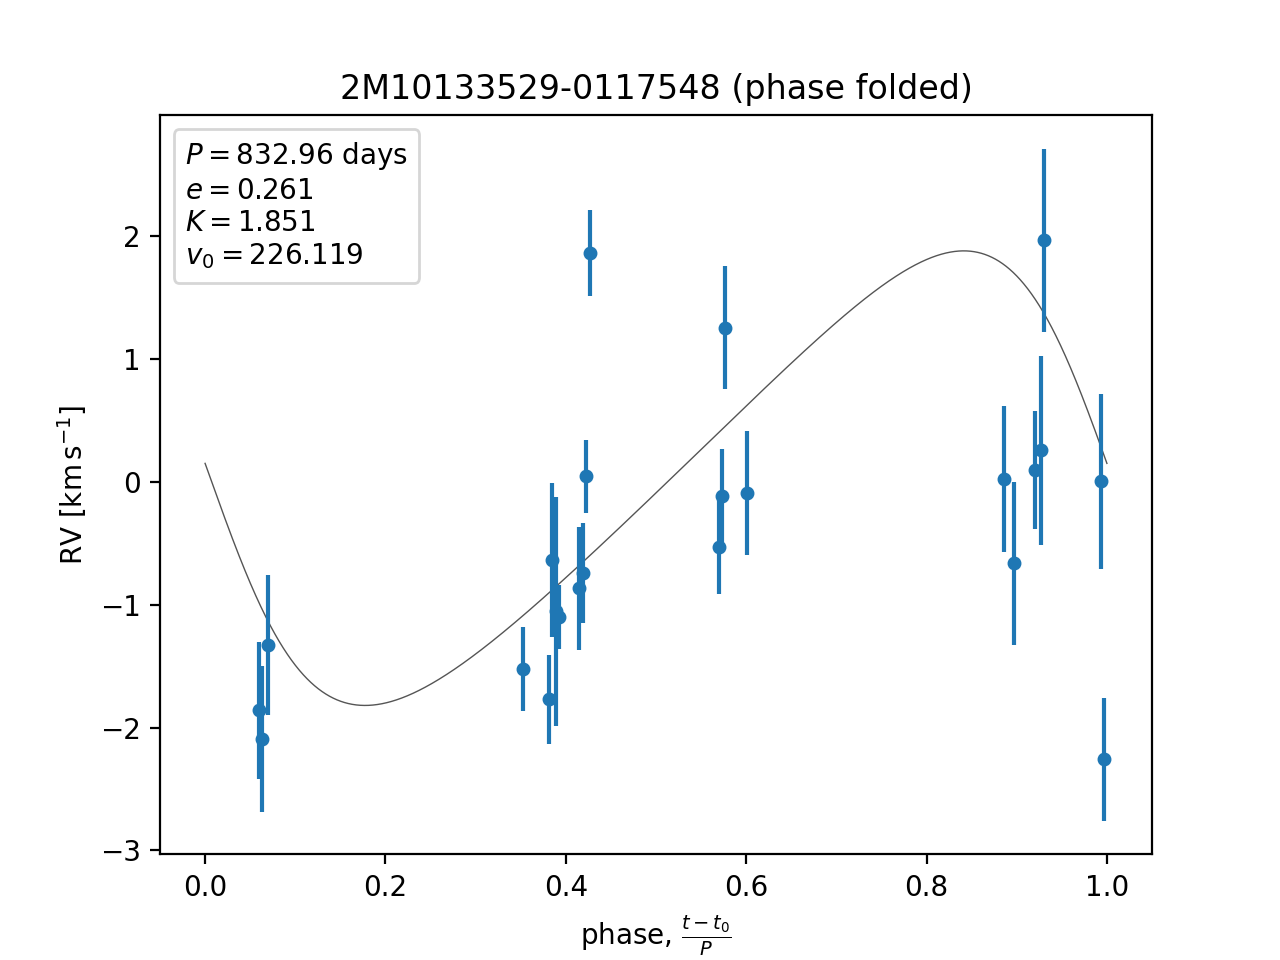 2M10133529-0117548 (phase folded)
P = 832.96 days
e = 0.261
K = 1.851
v₀ = 226.119
RV [km s⁻¹]
2
1
0
−1
−2
−3
0.0 0.2 0.4 0.6 0.8 1.0
phase, (t − t₀)/P